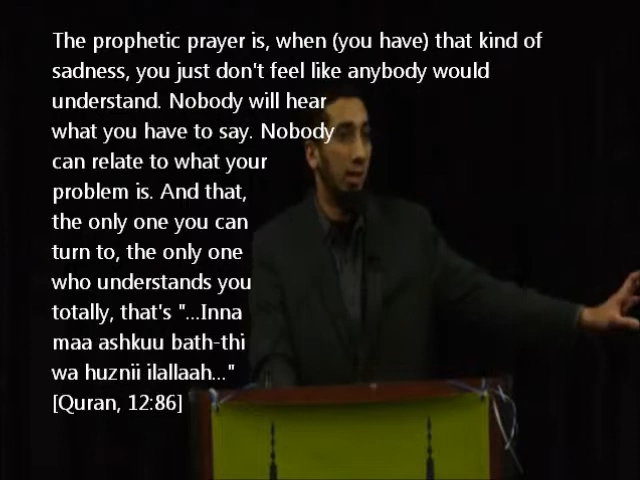 The prophetic prayer is, when (you have) that kind of
sadness, you just don't feel like anybody would
understand. Nobody will hear
what you have to say. Nobody
can relate to what your
problem is. And that,
the only one you can
turn to, the only one
who understands you
totally, that's "...Inna
maa ashkuu bath-thi
wa huznii ilallaah..."
[Quran, 12:86]